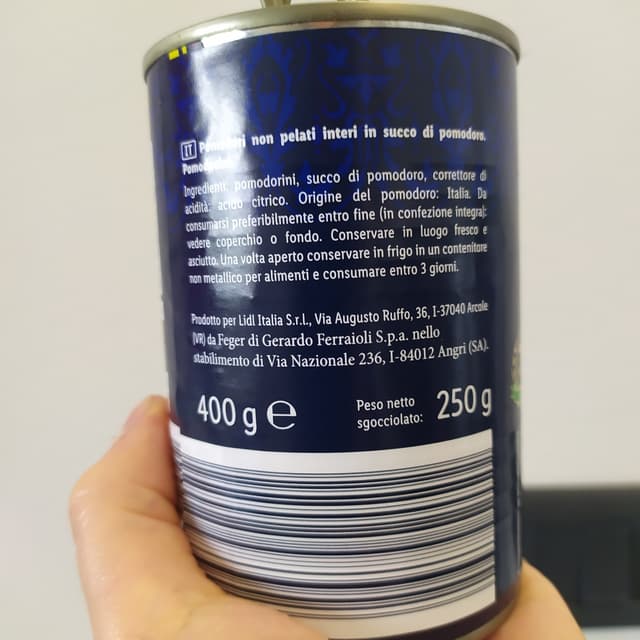 IT Pomodori non pelati interi in succo di pomodoro.
Ingredienti: pomodorini, succo di pomodoro, correttore di
acidità: acido citrico. Origine del pomodoro: Italia. Da
consumarsi preferibilmente entro fine (in confezione integra):
vedere coperchio o fondo. Conservare in luogo fresco e
asciutto. Una volta aperto conservare in frigo in un contenitore
non metallico per alimenti e consumare entro 3 giorni.
Prodotto per Lidl Italia S.r.l., Via Augusto Ruffo, 36, I-37040 Arcole
(VR) da Feger di Gerardo Ferraioli S.p.a. nello
stabilimento di Via Nazionale 236, I-84012 Angri (SA).
400 g e
Peso netto
sgocciolato: 250 g